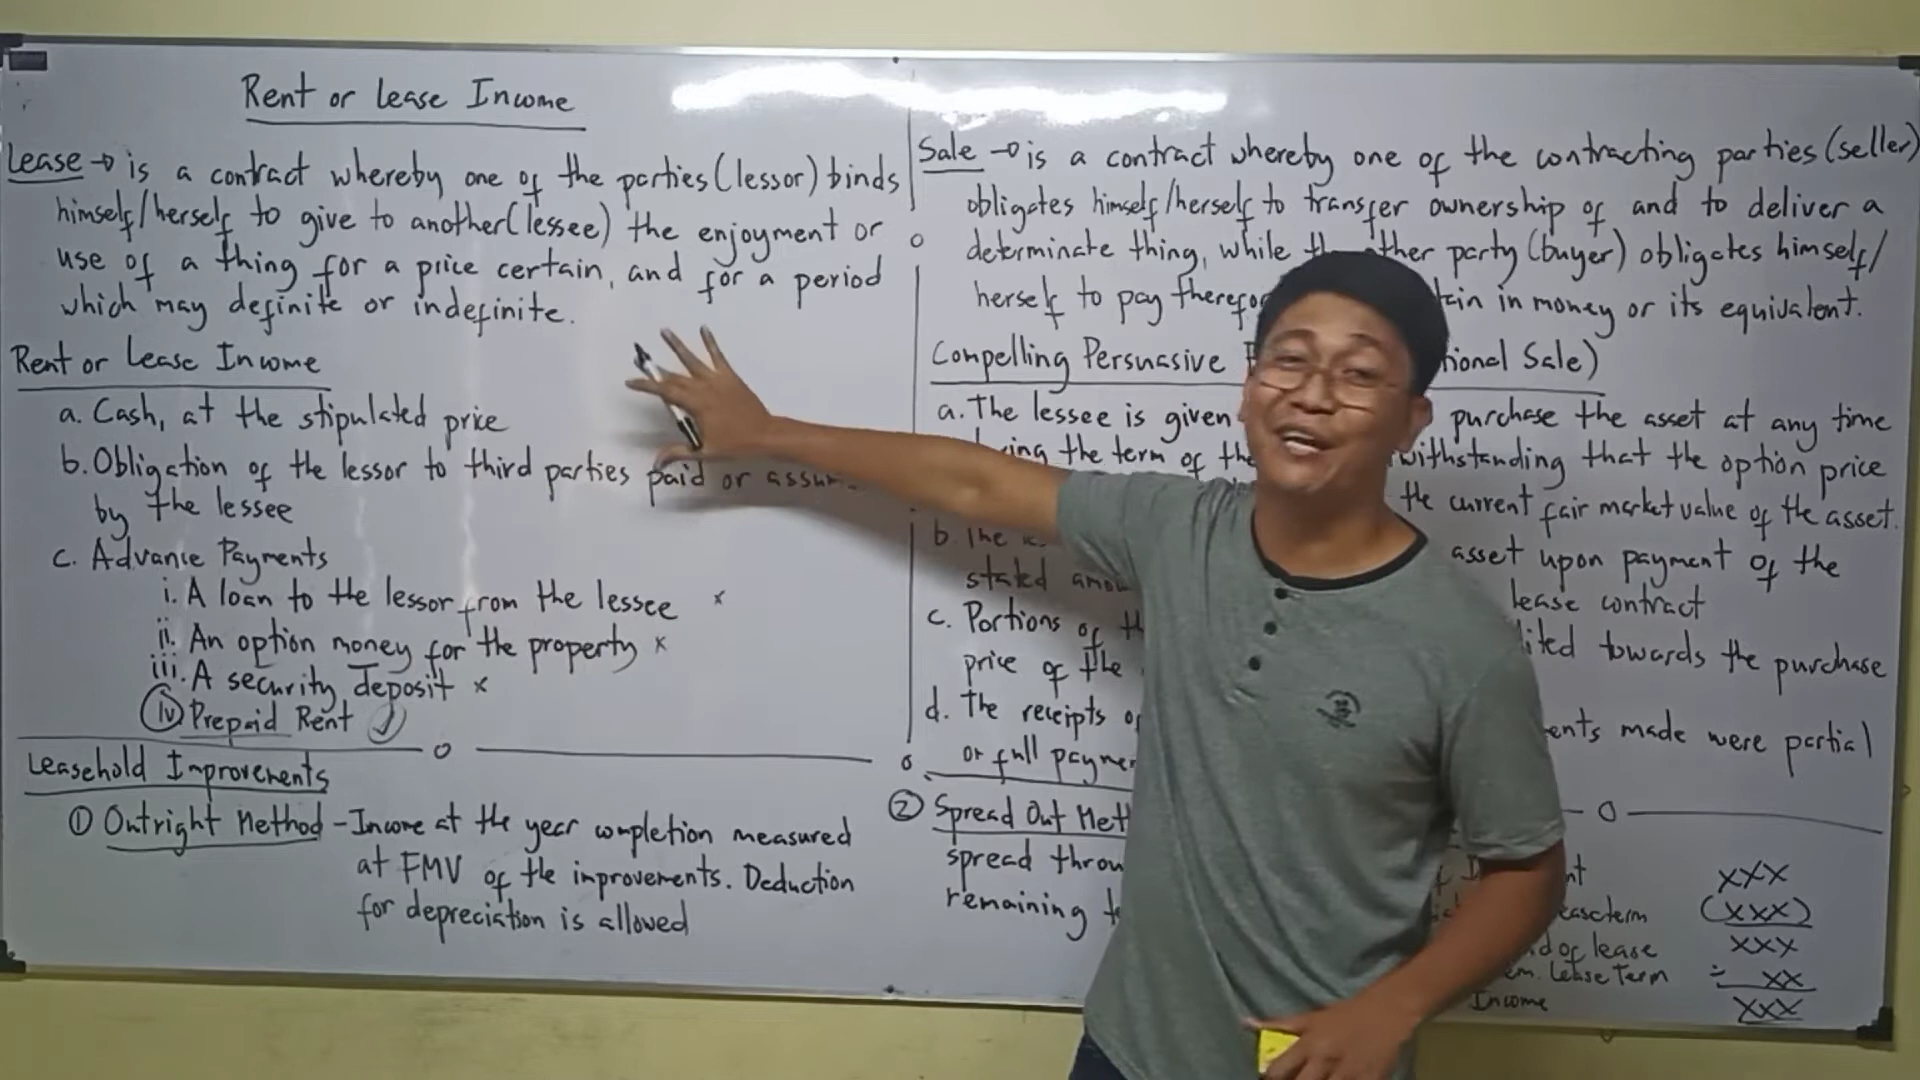 Rent or Lease Income
Lease → is a contract whereby one of the parties (lessor) binds
himself/herself to give to another (lessee) the enjoyment or
use of a thing for a price certain, and for a period
which may definite or indefinite.
Rent or Lease Income
a. Cash, at the stipulated price
b. Obligation of the lessor to third parties paid or
by the lessee
c. Advance Payments
i. A loan to the lessor from the lessee x
ii. An option money for the property x
iii. A security Deposit x
iv Prepaid Rent ✓
Leasehold Improvements
① Outright Method - Income at the year completion measured
at FMV of the improvements. Deduction
for depreciation is allowed
Sale → is a contract whereby one of the contracting parties (seller)
obligates himself/herself to transfer ownership of and to deliver a
determinate thing, while party (buyer) obligates himself/
herself to pay in money or its equivalent.
Compelling Persuasive Sale)
a. The lessee is given purchase the asset at any time
the term of the that the option price
the current fair market value of the asset.
b. The asset upon payment of the
stated lease contract
c. Portions of towards the purchase
price of the
d. The receipts made were partial
or full
② Spread Out
spread
remaining
XXX
(XXX)
of lease XXX
Lease Term ÷ XX
Income XXX